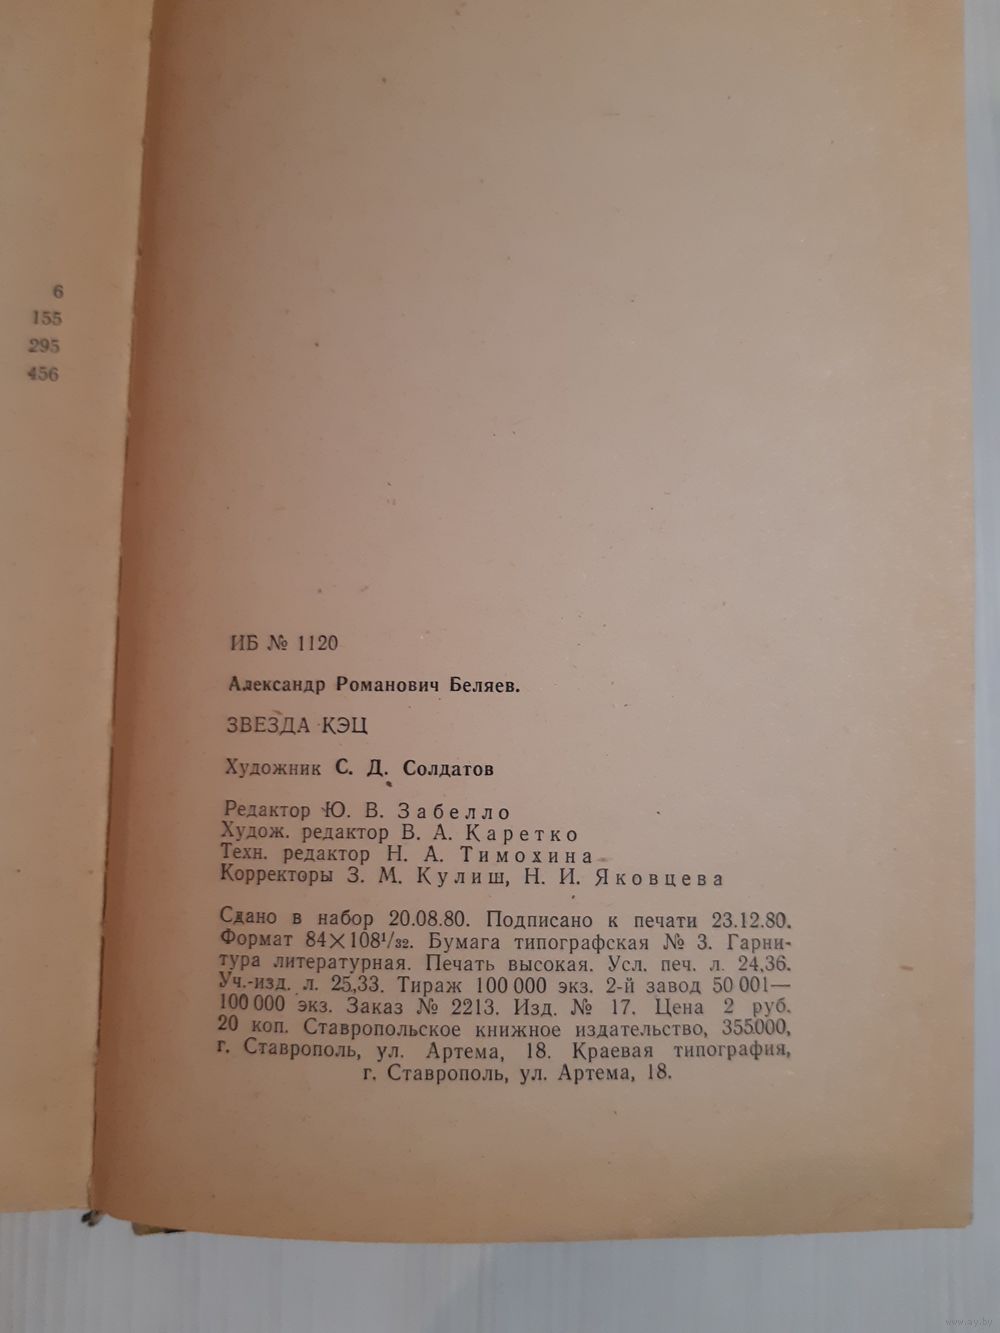 6
155
295
456
ИБ № 1120
Александр Романович Беляев.
ЗВЕЗДА КЭЦ
Художник С. Д. Солдатов
Редактор Ю. В. Забелло
Худож. редактор В. А. Каретко
Техн. редактор Н. А. Тимохина
Корректоры З. М. Кулиш, Н. И. Яковцева
Сдано в набор 20.08.80. Подписано к печати 23.12.80.
Формат 84×108¹/₃₂. Бумага типографская № 3. Гарни-
тура литературная. Печать высокая. Усл. печ. л. 24,36.
Уч.-изд. л. 25,33. Тираж 100 000 экз. 2-й завод 50 001—
100 000 экз. Заказ № 2213. Изд. № 17. Цена 2 руб.
20 коп. Ставропольское книжное издательство, 355000,
г. Ставрополь, ул. Артема, 18. Краевая типография,
г. Ставрополь, ул. Артема, 18.
www.ay.by